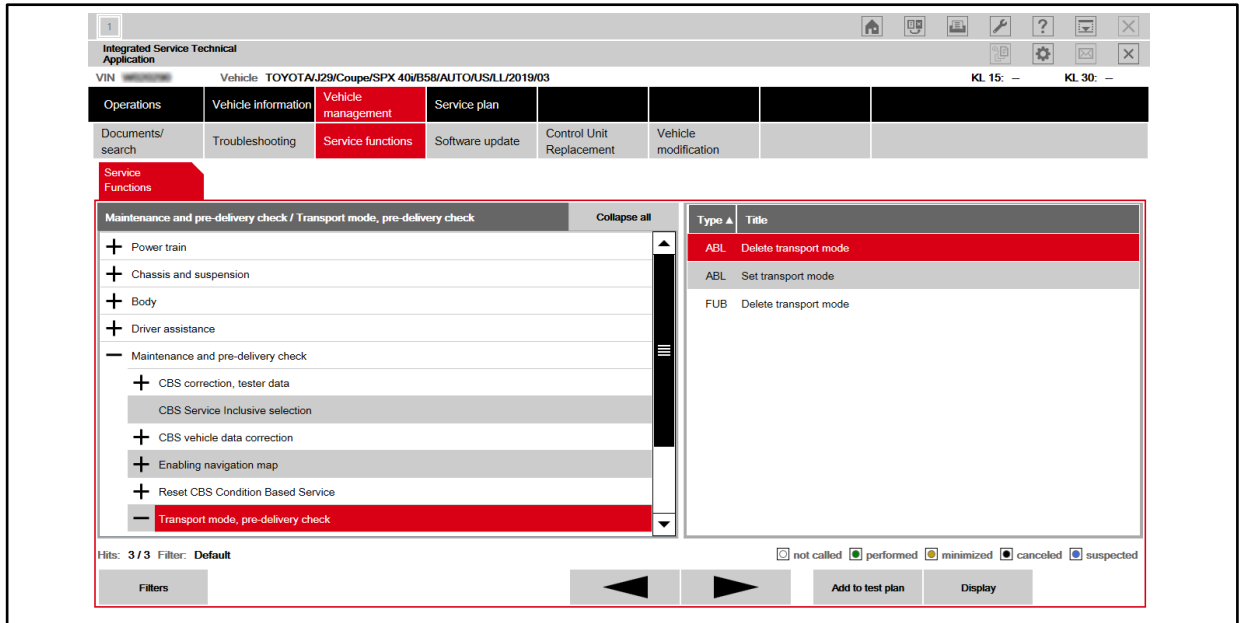 1
?
Integrated Service Technical
Application
VIN Vehicle TOYOTA/J29/Coupe/SPX 40i/B58/AUTO/US/LL/2019/03 KL 15: – KL 30: –
Operations Vehicle information Vehicle management Service plan
Documents/ search Troubleshooting Service functions Software update Control Unit Replacement Vehicle modification
Service
Functions
Maintenance and pre-delivery check / Transport mode, pre-delivery check Collapse all Type Title
Power train
ABL Delete transport mode
Chassis and suspension
ABL Set transport mode
Body
FUB Delete transport mode
Driver assistance
Maintenance and pre-delivery check
CBS correction, tester data
CBS Service Inclusive selection
CBS vehicle data correction
Enabling navigation map
Reset CBS Condition Based Service
Transport mode, pre-delivery check
Hits: 3 / 3 Filter: Default not called performed minimized canceled suspected
Filters Add to test plan Display